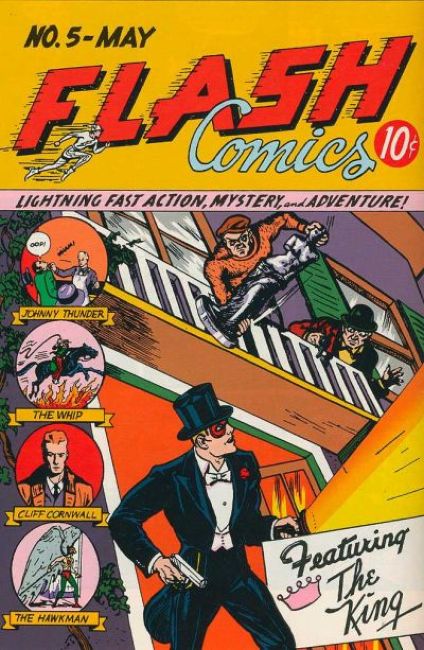 NO. 5 - MAY
FLASH
Comics
10¢
LIGHTNING FAST ACTION, MYSTERY, and ADVENTURE!
OOP!
JOHNNY THUNDER
THE WHIP
CLIFF CORNWALL
THE HAWKMAN
Featuring
The
King